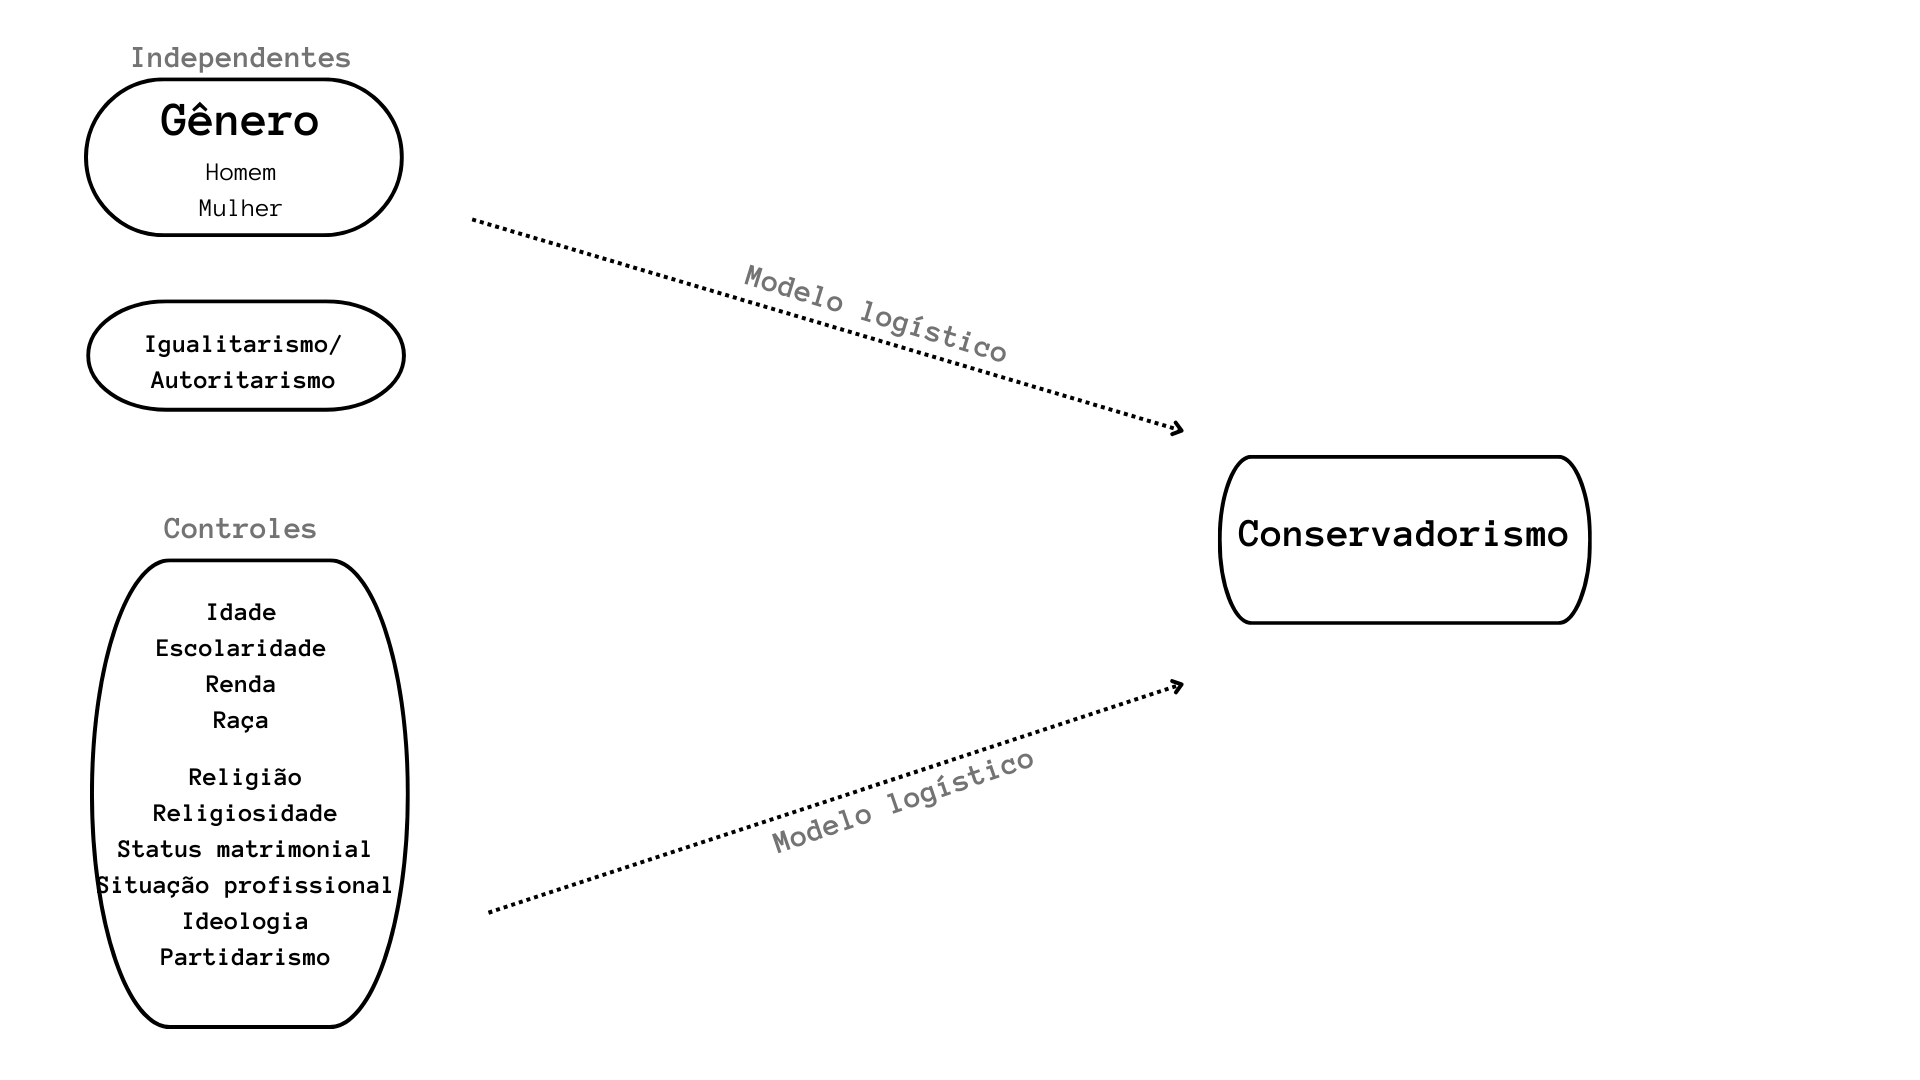 Independentes
Gênero
Homem
Mulher
Igualitarismo/
Autoritarismo
Modelo logístico
Conservadorismo
Controles
Idade
Escolaridade
Renda
Raça
Religião
Religiosidade
Status matrimonial
Situação profissional
Ideologia
Partidarismo
Modelo logístico